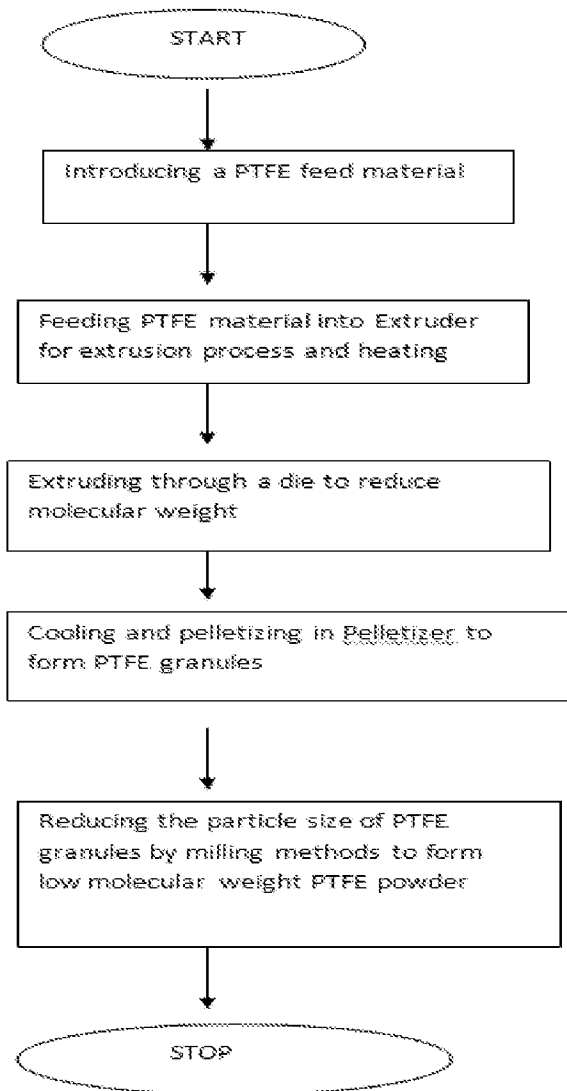 START
Introducing a PTFE feed material
Feeding PTFE material into Extruder
for extrusion process and heating
Extruding through a die to reduce
molecular weight
Cooling and pelletizing in Pelletizer to
form PTFE granules
Reducing the particle size of PTFE
granules by milling methods to form
low molecular weight PTFE powder
STOP